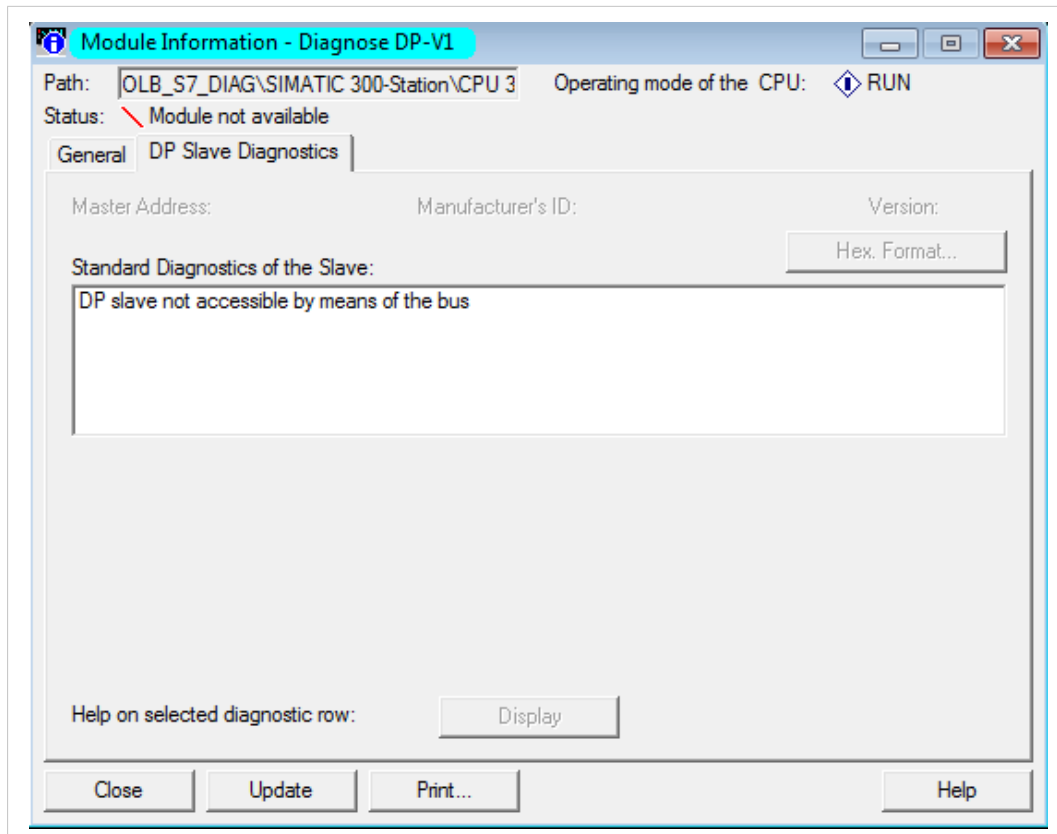 Module Information - Diagnose DP-V1
Path: OLB_S7_DIAG\SIMATIC 300-Station\CPU 3 Operating mode of the CPU: RUN
Status: Module not available
General DP Slave Diagnostics
Master Address: Manufacturer's ID: Version:
Hex. Format...
Standard Diagnostics of the Slave:
DP slave not accessible by means of the bus
Help on selected diagnostic row: Display
Close Update Print... Help